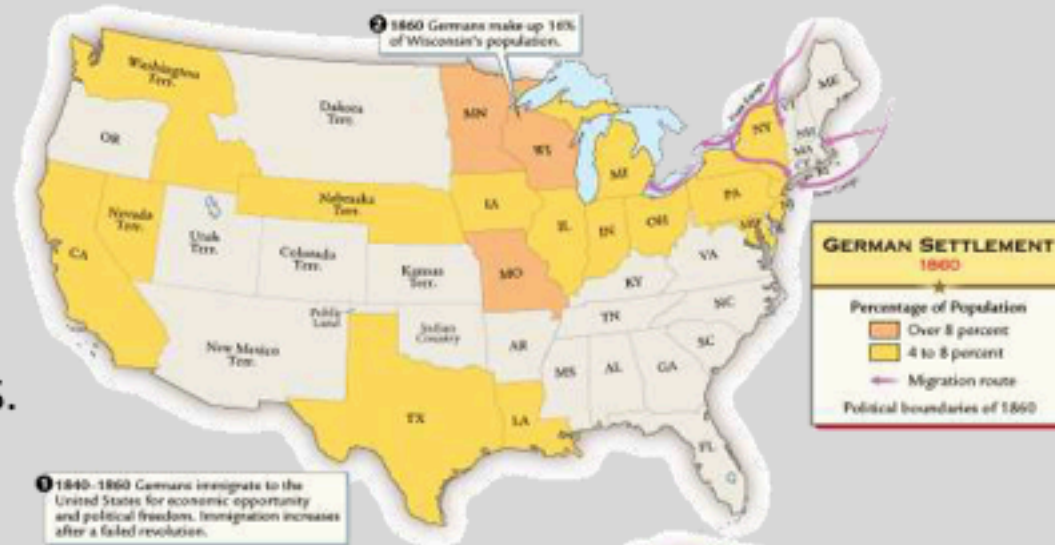 ❷ 1860 Germans make up 16%
of Wisconsin's population.
Washington
Terr.
OR
Dakota
Terr.
MN
WI
MI
NY
VT
ME
NH
MA
CT
RI
Nebraska
Terr.
IA
IL
IN
OH
PA
NJ
MD
CA
Nevada
Terr.
Utah
Terr.
Colorado
Terr.
Kansas
Terr.
MO
KY
VA
Public
Land
Indian
Country
New Mexico
Terr.
AR
TN
NC
SC
MS
AL
GA
TX
LA
FL
GERMAN SETTLEMENT
1860
Percentage of Population
Over 8 percent
4 to 8 percent
Migration route
Political boundaries of 1860
❶ 1840–1860 Germans immigrate to the
United States for economic opportunity
and political freedom. Immigration increases
after a failed revolution.